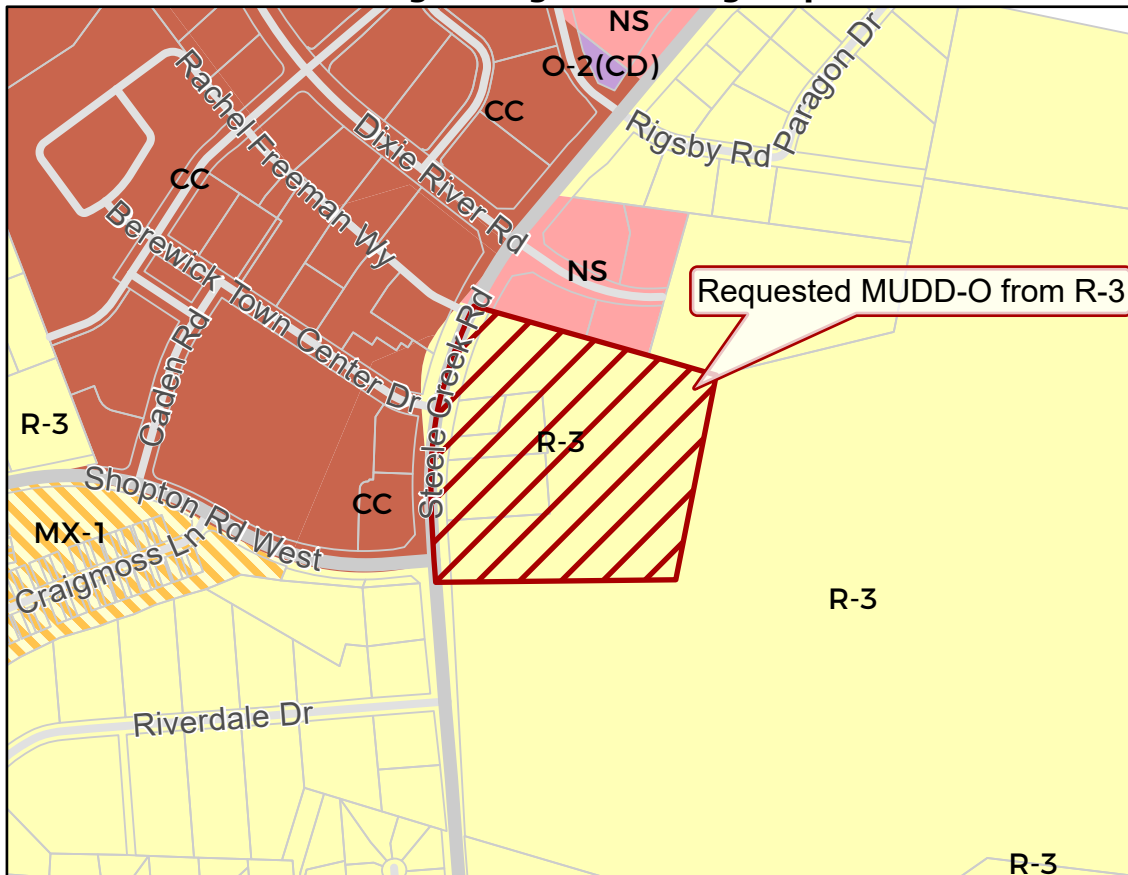 NS
O-2(CD)
Paragon Dr
Rachel Freeman Wy
CC
Dixie River Rd
Rigsby Rd
CC
Berewick Town Center Dr
NS
Requested MUDD-O from R-3
Caden Rd
Steele Creek Rd
R-3
R-3
Shopton Rd West
CC
MX-1
Craigmoss Ln
R-3
Riverdale Dr
R-3